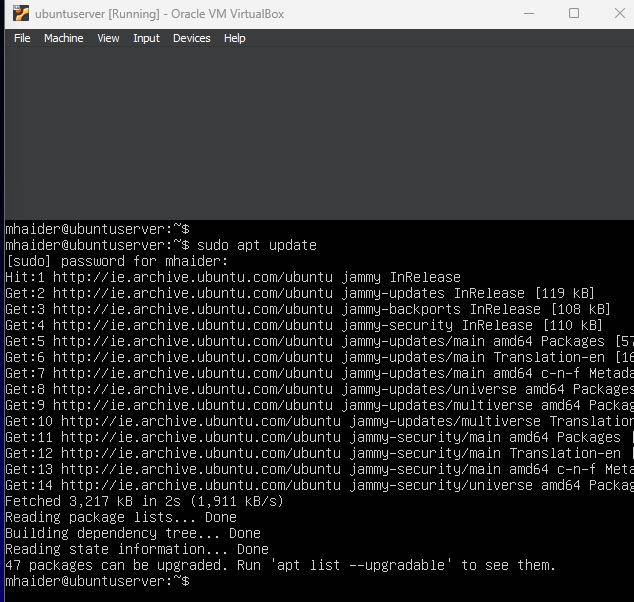 ubuntuserver [Running] - Oracle VM VirtualBox
File Machine View Input Devices Help
mhaider@ubuntuserver:~$
mhaider@ubuntuserver:~$ sudo apt update
[sudo] password for mhaider:
Hit:1 http://ie.archive.ubuntu.com/ubuntu jammy InRelease
Get:2 http://ie.archive.ubuntu.com/ubuntu jammy-updates InRelease [119 kB]
Get:3 http://ie.archive.ubuntu.com/ubuntu jammy-backports InRelease [108 kB]
Get:4 http://ie.archive.ubuntu.com/ubuntu jammy-security InRelease [110 kB]
Get:5 http://ie.archive.ubuntu.com/ubuntu jammy-updates/main amd64 Packages [57
Get:6 http://ie.archive.ubuntu.com/ubuntu jammy-updates/main Translation-en [16
Get:7 http://ie.archive.ubuntu.com/ubuntu jammy-updates/main amd64 c-n-f Metada
Get:8 http://ie.archive.ubuntu.com/ubuntu jammy-updates/universe amd64 Packages
Get:9 http://ie.archive.ubuntu.com/ubuntu jammy-updates/multiverse amd64 Packag
Get:10 http://ie.archive.ubuntu.com/ubuntu jammy-updates/multiverse Translation
Get:11 http://ie.archive.ubuntu.com/ubuntu jammy-security/main amd64 Packages [
Get:12 http://ie.archive.ubuntu.com/ubuntu jammy-security/main Translation-en [
Get:13 http://ie.archive.ubuntu.com/ubuntu jammy-security/main amd64 c-n-f Meta
Get:14 http://ie.archive.ubuntu.com/ubuntu jammy-security/universe amd64 Packa
Fetched 3,217 kB in 2s (1,911 kB/s)
Reading package lists... Done
Building dependency tree... Done
Reading state information... Done
47 packages can be upgraded. Run 'apt list --upgradable' to see them.
mhaider@ubuntuserver:~$